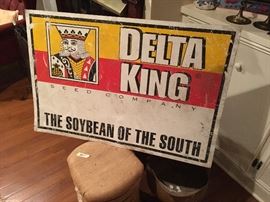 DELTA
KING
SEED COMPANY
THE SOYBEAN OF THE SOUTH